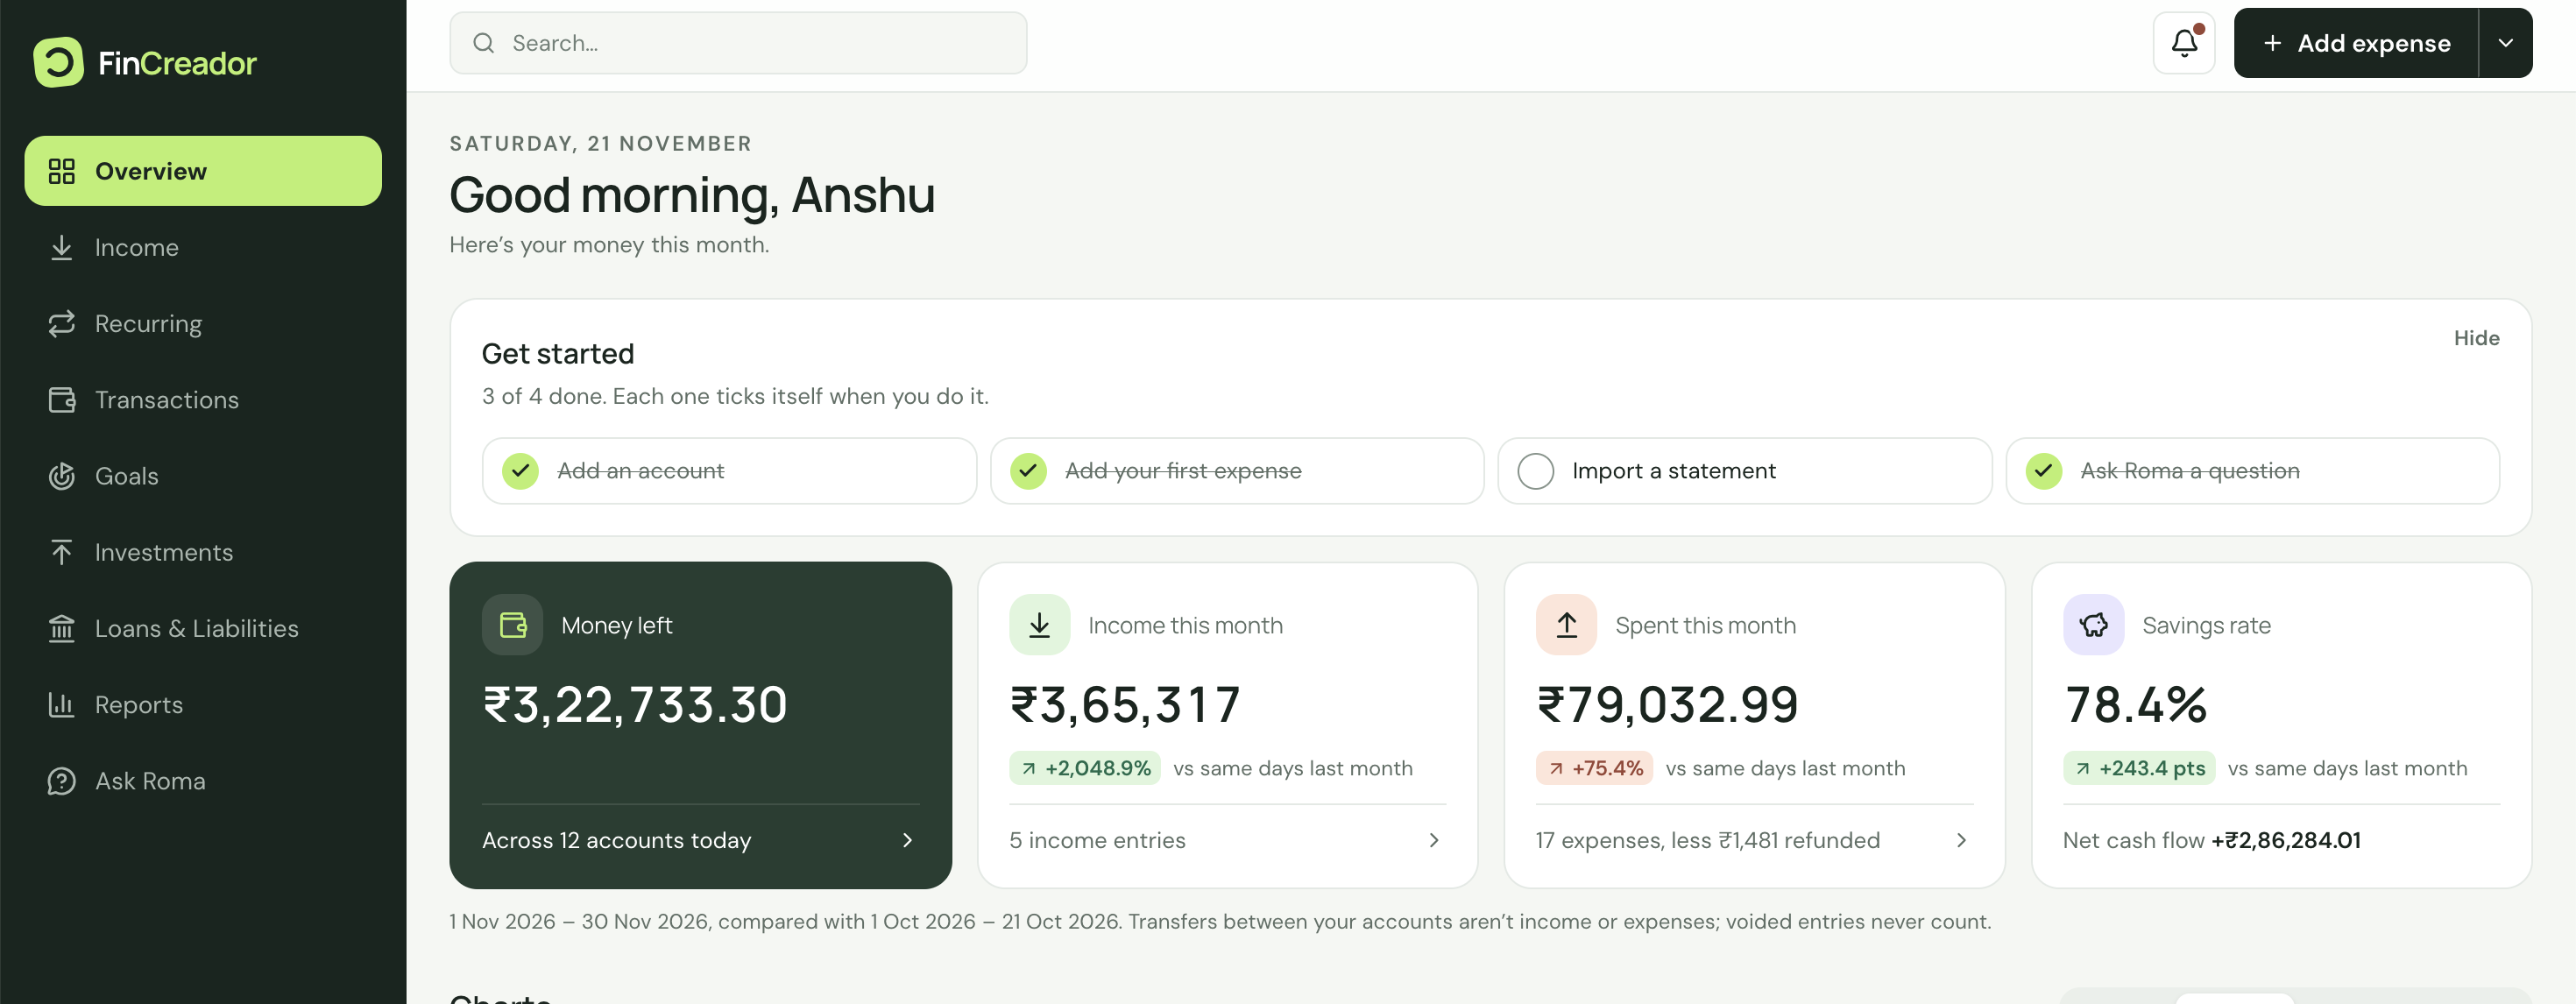 FinCreador
Search...
Add expense
Overview
Income
Recurring
Transactions
Goals
Investments
Loans & Liabilities
Reports
Ask Roma
SATURDAY, 21 NOVEMBER
Good morning, Anshu
Here’s your money this month.
Get started
Hide
3 of 4 done. Each one ticks itself when you do it.
Add an account
Add your first expense
Import a statement
Ask Roma a question
Money left
₹3,22,733.30
Across 12 accounts today
Income this month
₹3,65,317
+2,048.9% vs same days last month
5 income entries
Spent this month
₹79,032.99
+75.4% vs same days last month
17 expenses, less ₹1,481 refunded
Savings rate
78.4%
+243.4 pts vs same days last month
Net cash flow +₹2,86,284.01
1 Nov 2026 – 30 Nov 2026, compared with 1 Oct 2026 – 21 Oct 2026. Transfers between your accounts aren’t income or expenses; voided entries never count.
Charts